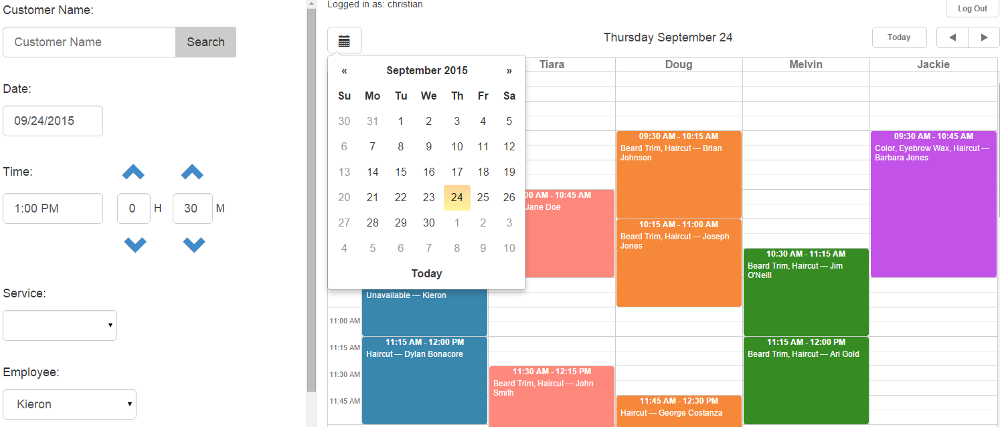 Customer Name:
Customer Name
Search
Date:
09/24/2015
Time:
1:00 PM
0 H 30 M
Service:
Employee:
Kieron
Logged in as: christian
Log Out
Thursday September 24
Today
« September 2015 »
Su Mo Tu We Th Fr Sa
30 31 1 2 3 4 5
6 7 8 9 10 11 12
13 14 15 16 17 18 19
20 21 22 23 24 25 26
27 28 29 30 1 2 3
4 5 6 7 8 9 10
Today
Tiara Doug Melvin Jackie
11:00 AM
11:15 AM
11:30 AM
11:45 AM
Unavailable — Kieron
11:15 AM - 12:00 PM
Haircut — Dylan Bonacore
00 AM - 10:45 AM
Jane Doe
11:30 AM - 12:15 PM
Beard Trim, Haircut — John
Smith
09:30 AM - 10:15 AM
Beard Trim, Haircut — Brian
Johnson
10:15 AM - 11:00 AM
Beard Trim, Haircut — Joseph
Jones
11:45 AM - 12:30 PM
Haircut — George Costanza
10:30 AM - 11:15 AM
Beard Trim, Haircut — Jim
O'Neill
11:15 AM - 12:00 PM
Beard Trim, Haircut — Ari Gold
09:30 AM - 10:45 AM
Color, Eyebrow Wax, Haircut —
Barbara Jones